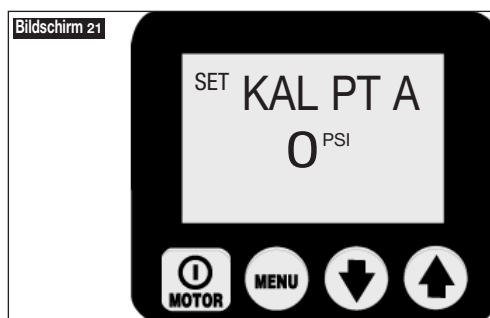 Bildschirm 21
SET KAL PT A
0 PSI
MOTOR
MENU